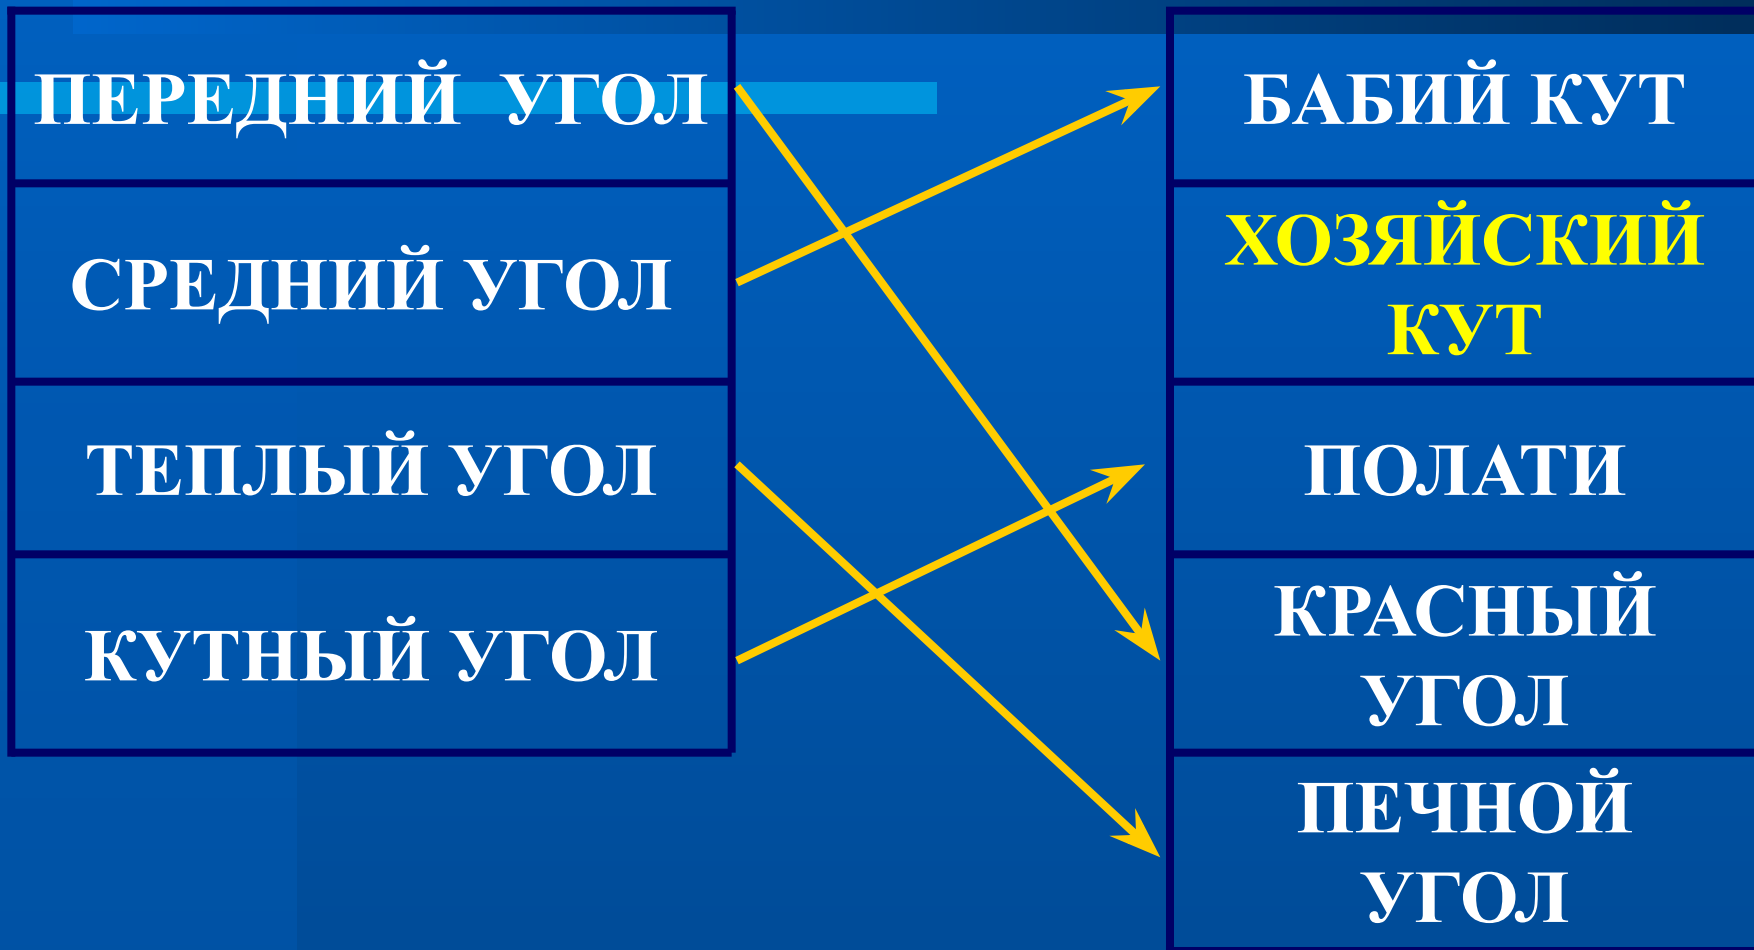 ПЕРЕДНИЙ УГОЛ
СРЕДНИЙ УГОЛ
ТЕПЛЫЙ УГОЛ
КУТНЫЙ УГОЛ
БАБИЙ КУТ
ХОЗЯЙСКИЙ
КУТ
ПОЛАТИ
КРАСНЫЙ
УГОЛ
ПЕЧНОЙ
УГОЛ